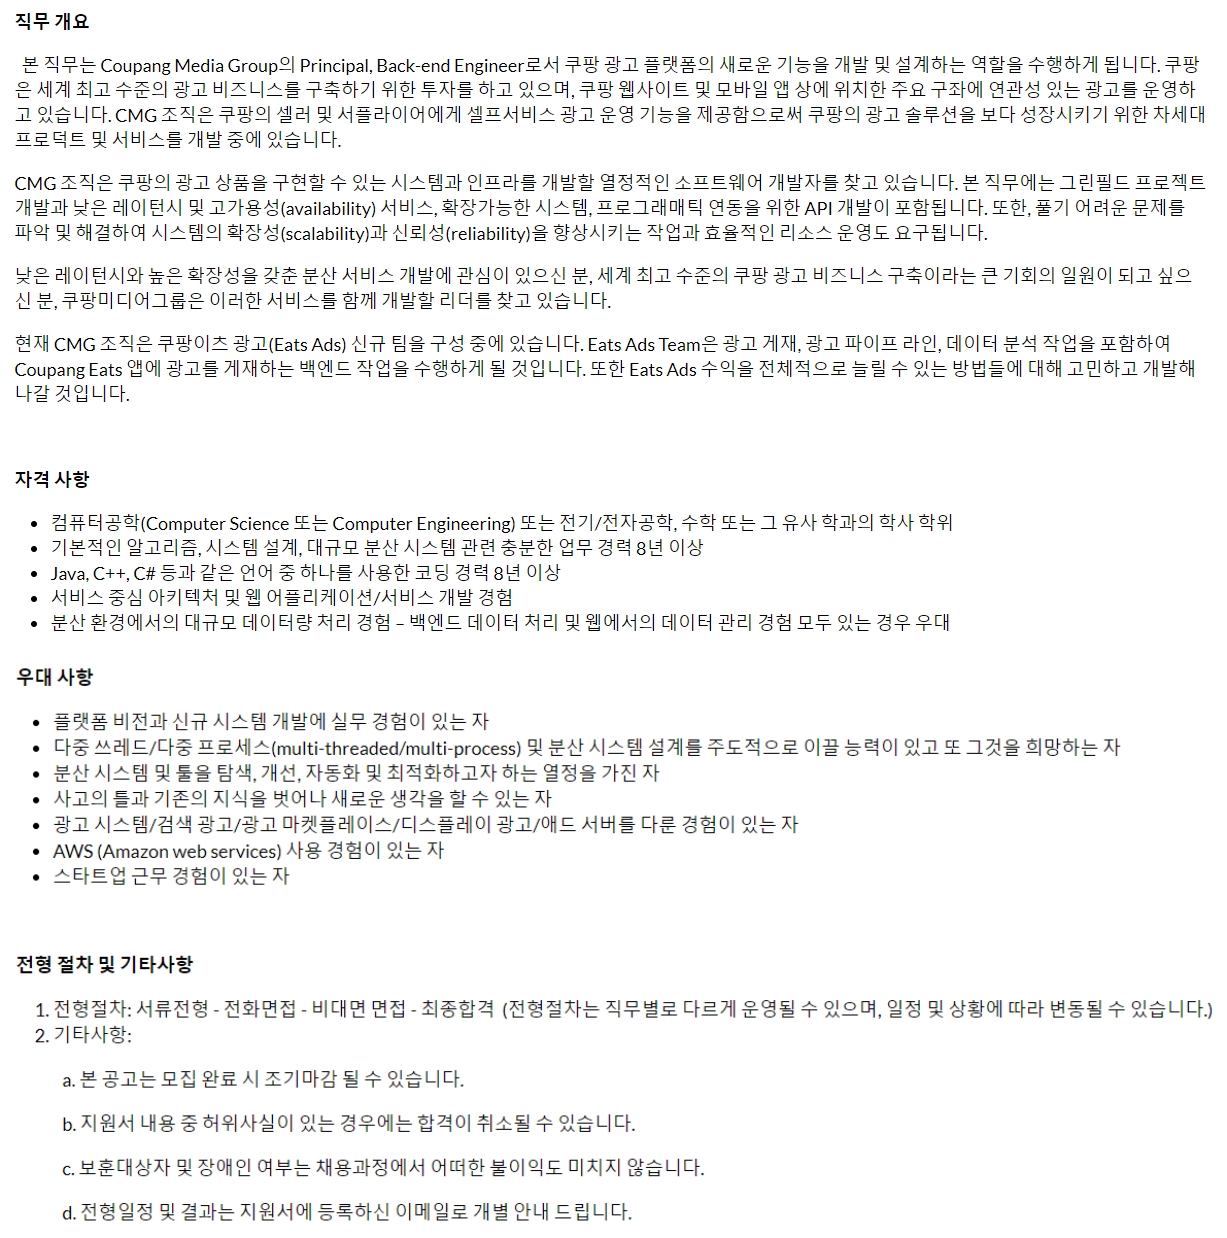 직무 개요
본 직무는 Coupang Media Group의 Principal, Back-end Engineer로서 쿠팡 광고 플랫폼의 새로운 기능을 개발 및 설계하는 역할을 수행하게 됩니다. 쿠팡
은 세계 최고 수준의 광고 비즈니스를 구축하기 위한 투자를 하고 있으며, 쿠팡 웹사이트 및 모바일 앱 상에 위치한 주요 구좌에 연관성 있는 광고를 운영하
고 있습니다. CMG 조직은 쿠팡의 셀러 및 서플라이어에게 셀프서비스 광고 운영 기능을 제공함으로써 쿠팡의 광고 솔루션을 보다 성장시키기 위한 차세대
프로덕트 및 서비스를 개발 중에 있습니다.
CMG 조직은 쿠팡의 광고 상품을 구현할 수 있는 시스템과 인프라를 개발할 열정적인 소프트웨어 개발자를 찾고 있습니다. 본 직무에는 그린필드 프로젝트
개발과 낮은 레이턴시 및 고가용성(availability) 서비스, 확장가능한 시스템, 프로그래매틱 연동을 위한 API 개발이 포함됩니다. 또한, 풀기 어려운 문제를
파악 및 해결하여 시스템의 확장성(scalability)과 신뢰성(reliability)을 향상시키는 작업과 효율적인 리소스 운영도 요구됩니다.
낮은 레이턴시와 높은 확장성을 갖춘 분산 서비스 개발에 관심이 있으신 분, 세계 최고 수준의 쿠팡 광고 비즈니스 구축이라는 큰 기회의 일원이 되고 싶으
신 분, 쿠팡미디어그룹은 이러한 서비스를 함께 개발할 리더를 찾고 있습니다.
현재 CMG 조직은 쿠팡이츠 광고(Eats Ads) 신규 팀을 구성 중에 있습니다. Eats Ads Team은 광고 게재, 광고 파이프 라인, 데이터 분석 작업을 포함하여
Coupang Eats 앱에 광고를 게재하는 백엔드 작업을 수행하게 될 것입니다. 또한 Eats Ads 수익을 전체적으로 늘릴 수 있는 방법들에 대해 고민하고 개발해
나갈 것입니다.
자격 사항
• 컴퓨터공학(Computer Science 또는 Computer Engineering) 또는 전기/전자공학, 수학 또는 그 유사 학과의 학사 학위
• 기본적인 알고리즘, 시스템 설계, 대규모 분산 시스템 관련 충분한 업무 경력 8년 이상
• Java, C++, C# 등과 같은 언어 중 하나를 사용한 코딩 경력 8년 이상
• 서비스 중심 아키텍처 및 웹 어플리케이션/서비스 개발 경험
• 분산 환경에서의 대규모 데이터량 처리 경험 – 백엔드 데이터 처리 및 웹에서의 데이터 관리 경험 모두 있는 경우 우대
우대 사항
• 플랫폼 비전과 신규 시스템 개발에 실무 경험이 있는 자
• 다중 쓰레드/다중 프로세스(multi-threaded/multi-process) 및 분산 시스템 설계를 주도적으로 이끌 능력이 있고 또 그것을 희망하는 자
• 분산 시스템 및 툴을 탐색, 개선, 자동화 및 최적화하고자 하는 열정을 가진 자
• 사고의 틀과 기존의 지식을 벗어나 새로운 생각을 할 수 있는 자
• 광고 시스템/검색 광고/광고 마켓플레이스/디스플레이 광고/애드 서버를 다룬 경험이 있는 자
• AWS (Amazon web services) 사용 경험이 있는 자
• 스타트업 근무 경험이 있는 자
전형 절차 및 기타사항
1. 전형절차: 서류전형 - 전화면접 - 비대면 면접 - 최종합격 (전형절차는 직무별로 다르게 운영될 수 있으며, 일정 및 상황에 따라 변동될 수 있습니다.)
2. 기타사항:
a. 본 공고는 모집 완료 시 조기마감 될 수 있습니다.
b. 지원서 내용 중 허위사실이 있는 경우에는 합격이 취소될 수 있습니다.
c. 보훈대상자 및 장애인 여부는 채용과정에서 어떠한 불이익도 미치지 않습니다.
d. 전형일정 및 결과는 지원서에 등록하신 이메일로 개별 안내 드립니다.